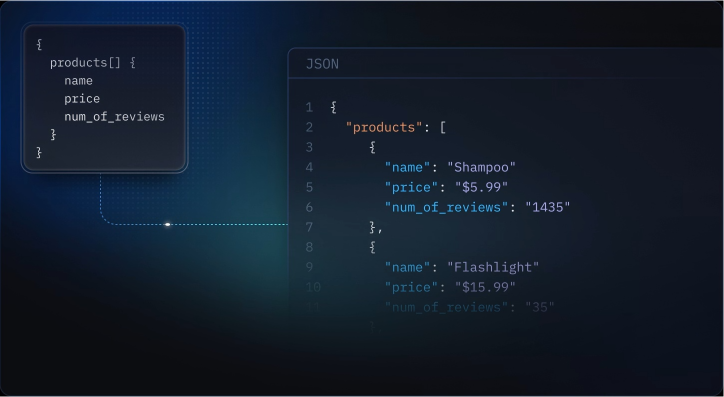 {
products[] {
name
price
num_of_reviews
}
}
JSON
1 {
2 "products": [
3 {
4 "name": "Shampoo"
5 "price": "$5.99"
6 "num_of_reviews": "1435"
7 },
8 {
9 "name": "Flashlight"
10 "price": "$15.99"
11 "num_of_reviews": "35"